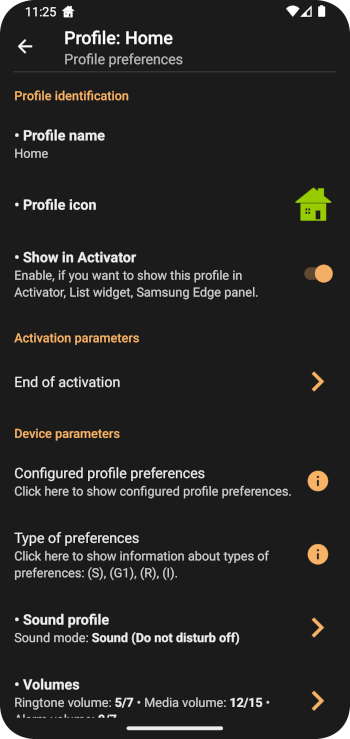 11:25
Profile: Home
Profile preferences
Profile identification
• Profile name
Home
• Profile icon
• Show in Activator
Enable, if you want to show this profile in
Activator, List widget, Samsung Edge panel.
Activation parameters
End of activation
Device parameters
Configured profile preferences
Click here to show configured profile preferences.
Type of preferences
Click here to show information about types of
preferences: (S), (G1), (R), (I).
• Sound profile
Sound mode: Sound (Do not disturb off)
• Volumes
Ringtone volume: 5/7 • Media volume: 12/15 •
Alarm volume: